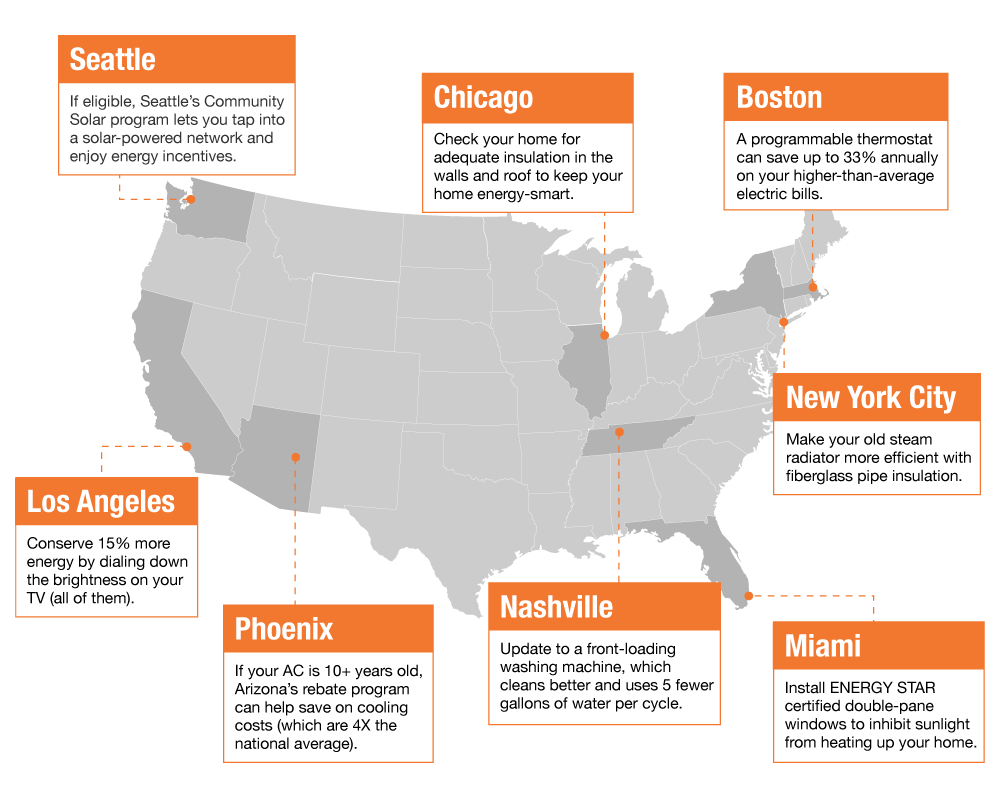 Seattle
If eligible, Seattle's Community
Solar program lets you tap into
a solar-powered network and
enjoy energy incentives.
Chicago
Check your home for
adequate insulation in the
walls and roof to keep your
home energy-smart.
Boston
A programmable thermostat
can save up to 33% annually
on your higher-than-average
electric bills.
New York City
Make your old steam
radiator more efficient with
fiberglass pipe insulation.
Los Angeles
Conserve 15% more
energy by dialing down
the brightness on your
TV (all of them).
Phoenix
If your AC is 10+ years old,
Arizona's rebate program
can help save on cooling
costs (which are 4X the
national average).
Nashville
Update to a front-loading
washing machine, which
cleans better and uses 5 fewer
gallons of water per cycle.
Miami
Install ENERGY STAR
certified double-pane
windows to inhibit sunlight
from heating up your home.